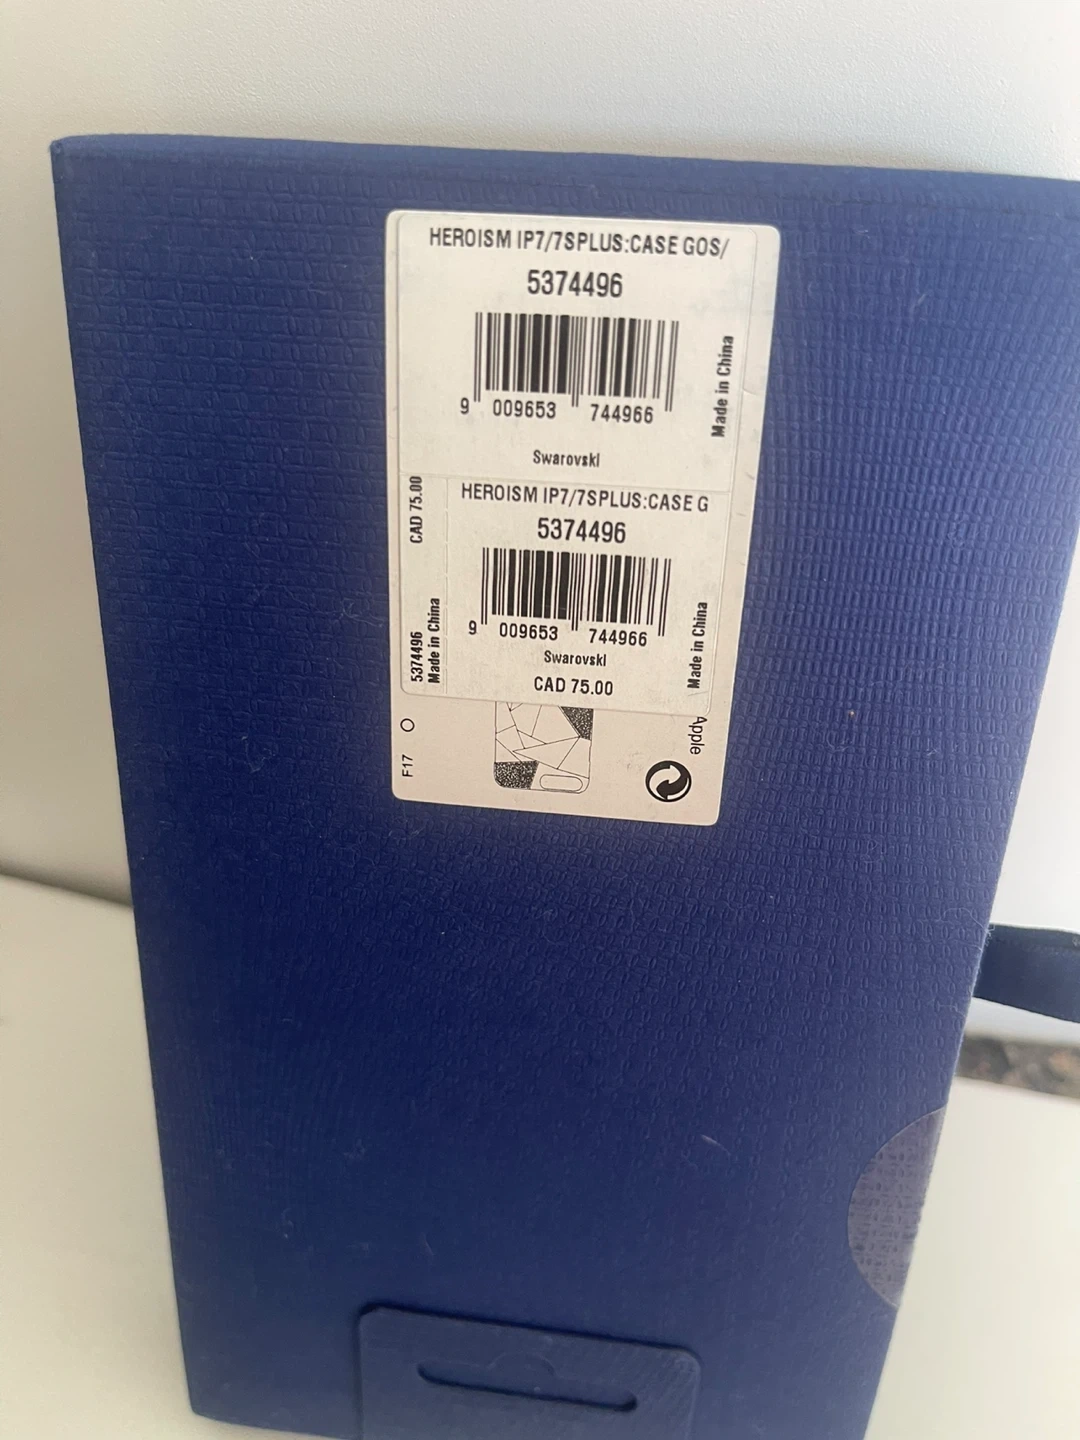 HEROISM IP7/7SPLUS:CASE GOS/
5374496
9 009653 744966
Made in China
Swarovski
HEROISM IP7/7SPLUS:CASE G
5374496
9 009653 744966
Swarovski
CAD 75.00
Made in China
CAD 75.00
5374496
Made in China
Apple
F17